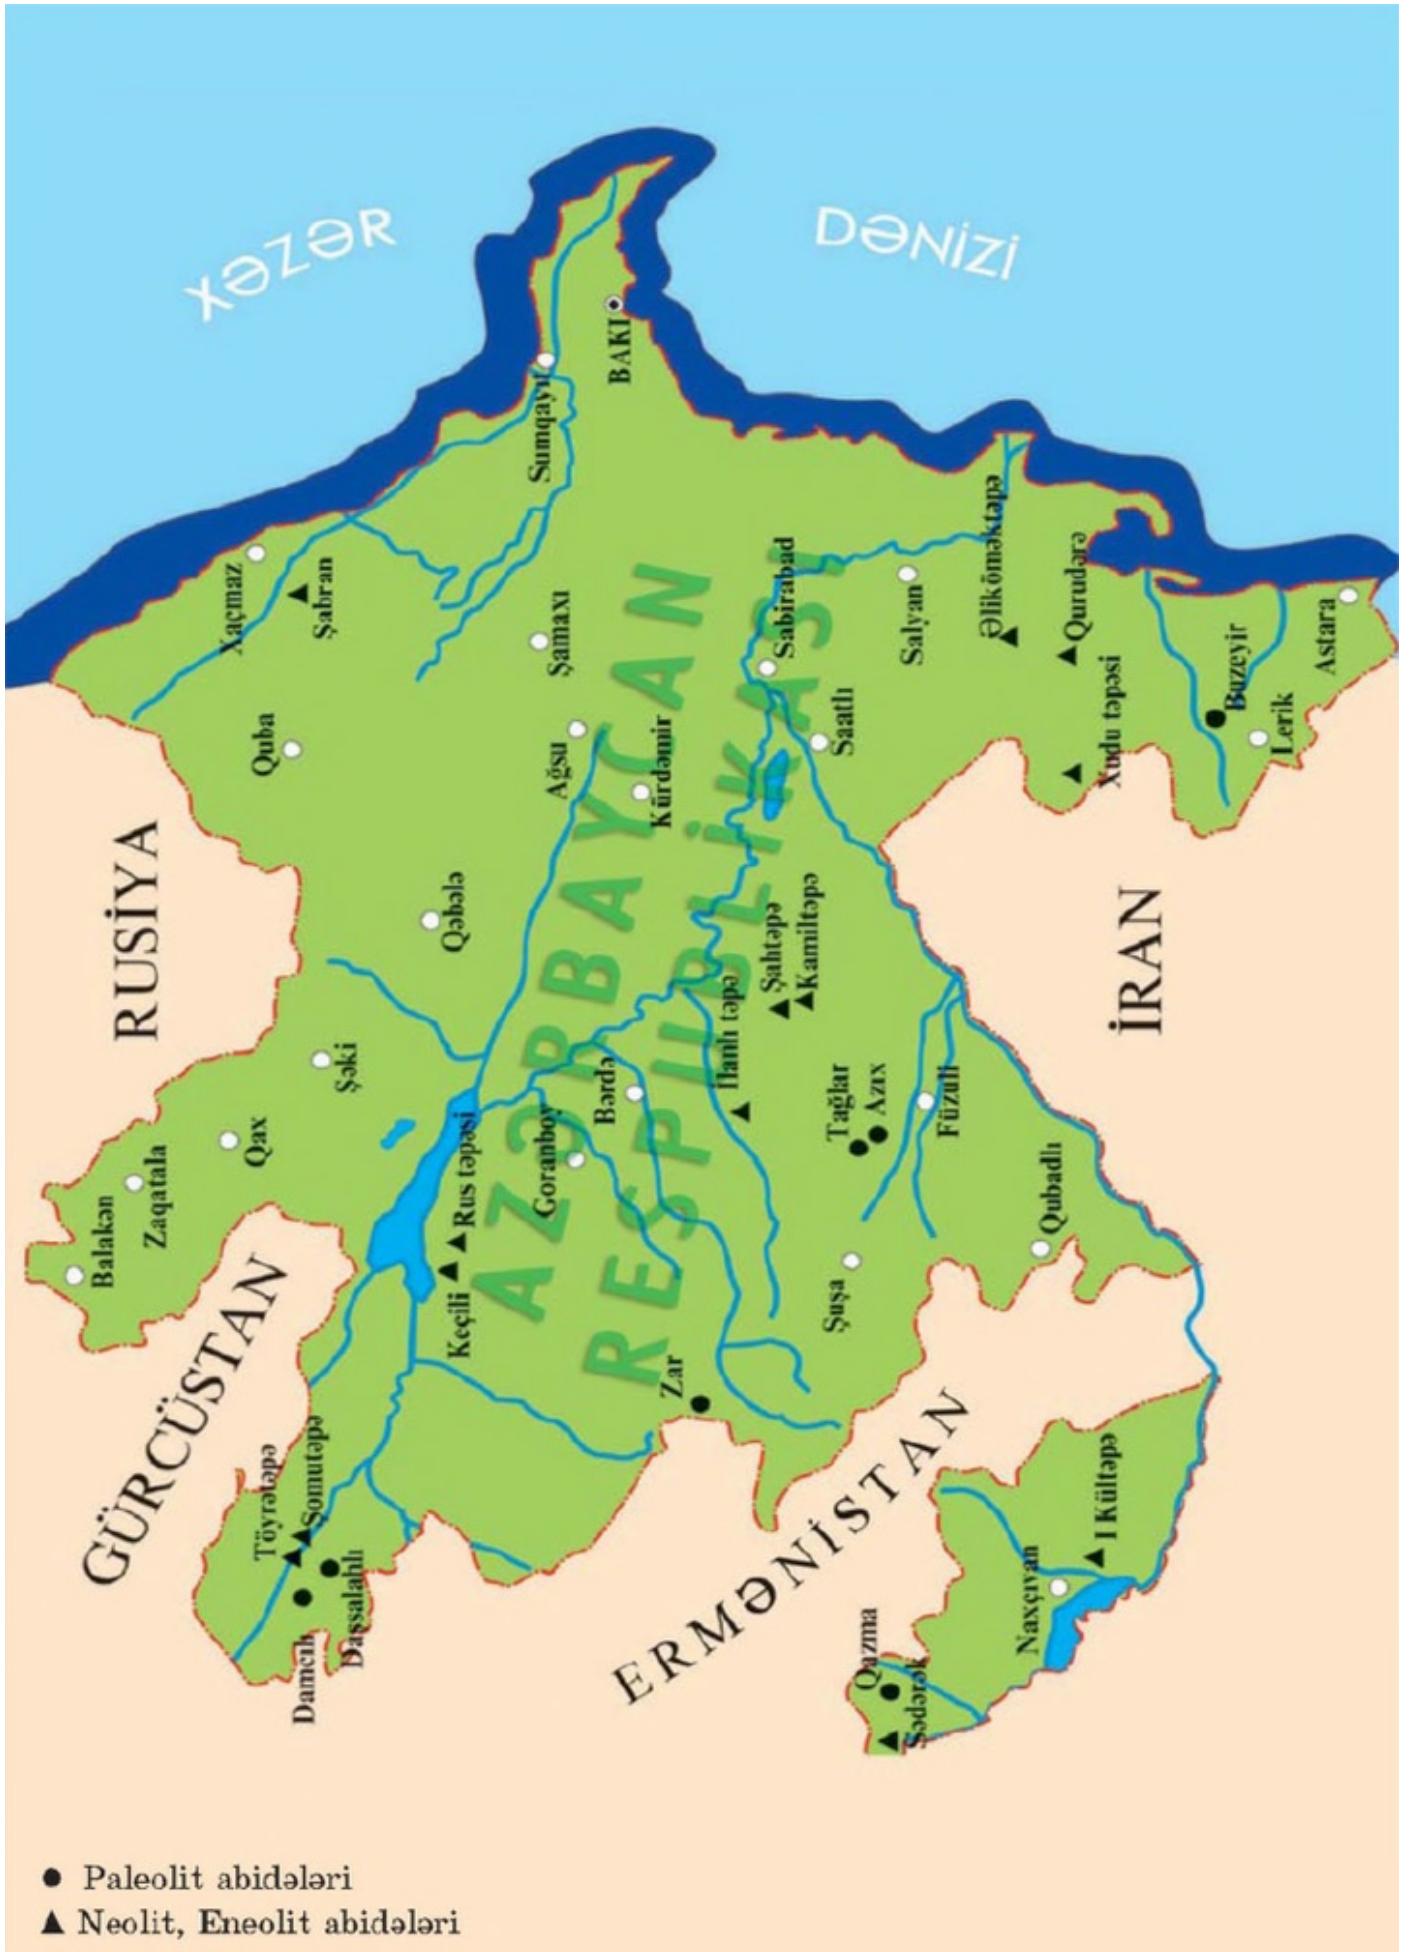 XƏZƏR
DƏNİZİ
RUSİYA
GÜRCÜSTAN
ERMƏNİSTAN
İRAN
AZƏRBAYCAN
RESPUBLİKASI
Balakən
Zaqatala
Qax
Şəki
Qəbələ
Quba
Xaçmaz
Şabran
Sumqayıt
BAKI
Şamaxı
Ağsu
Kürdəmir
Sabirabad
Saatlı
Salyan
Əliköməktəpə
Qurudərə
Xudu təpəsi
Buzeyir
Lerik
Astara
Rus təpəsi
Keçili
Goranboy
Bərdə
İlanlı təpə
Şahtəpə
Kamiltəpə
Tağlar
Azıx
Füzuli
Şuşa
Qubadlı
Zar
Töyrətəpə
Şomutəpə
Damcılı
Daşsalahlı
Qazma
Sədərək
Naxçıvan
I Kültəpə
Paleolit abidələri
Neolit, Eneolit abidələri